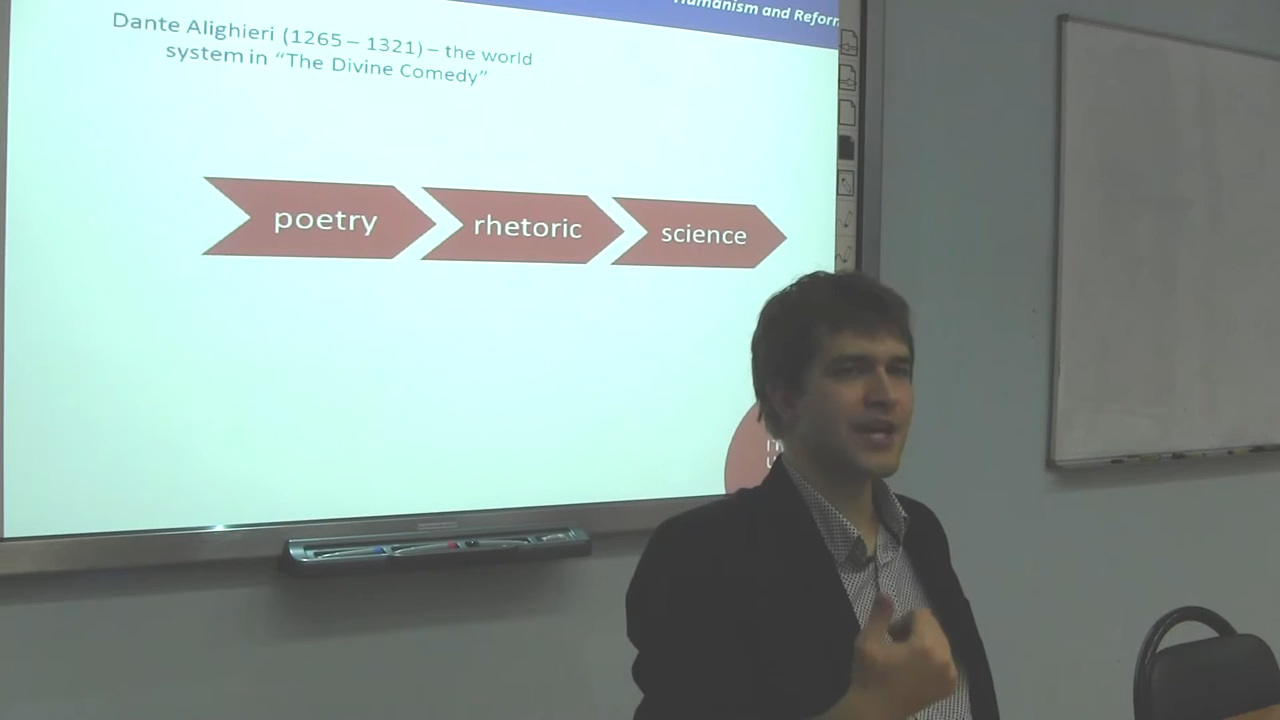 Humanism and Reform
Dante Alighieri (1265 – 1321) – the world
system in “The Divine Comedy”
poetry
rhetoric
science